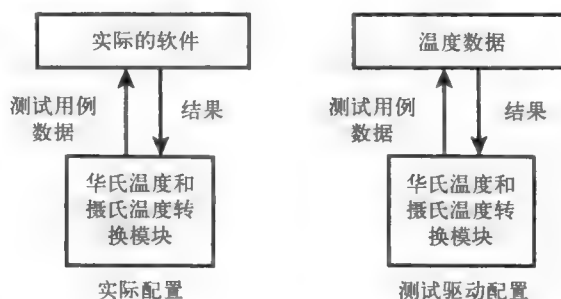 实际的软件
测试用例
数据
结果
华氏温度和
摄氏温度转
换模块
实际配置
温度数据
测试用例
数据
结果
华氏温度和
摄氏温度转
换模块
测试驱动配置